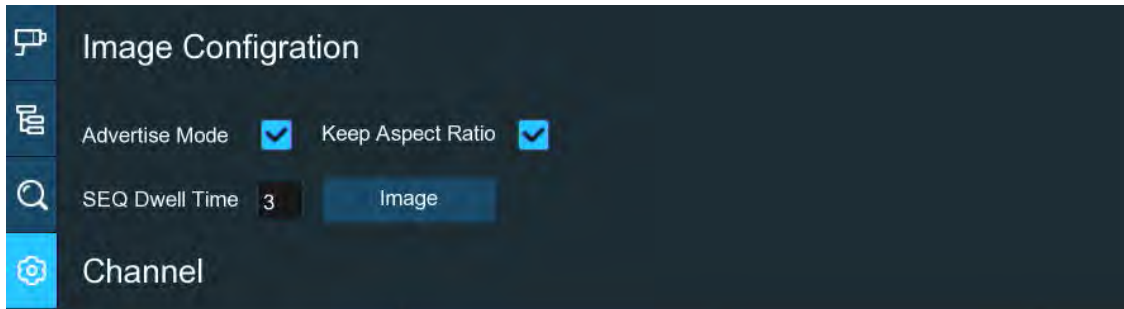 Image Configration
Advertise Mode Keep Aspect Ratio
SEQ Dwell Time 3 Image
Channel